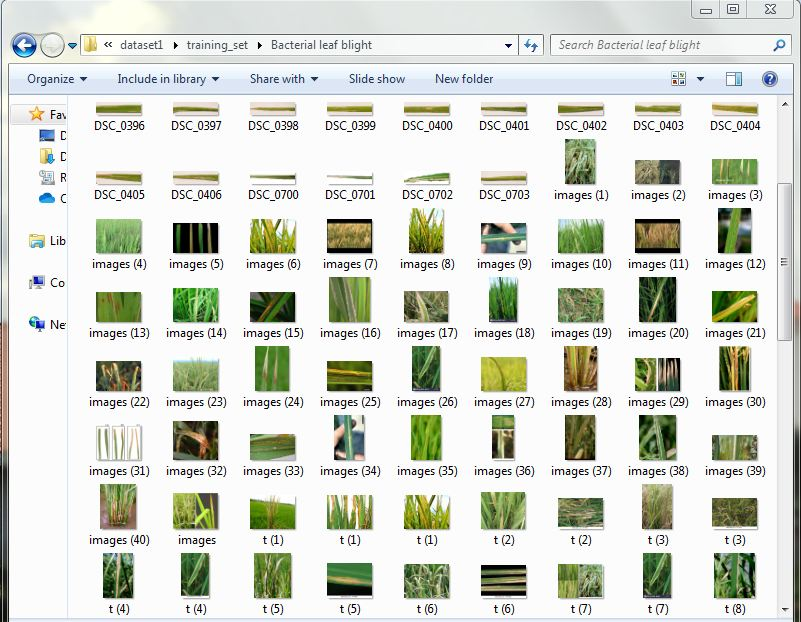 « dataset1 ▸ training_set ▸ Bacterial leaf blight
Search Bacterial leaf blight
Organize Include in library Share with Slide show New folder
Fav
Lib
Co
Ne
DSC_0396 DSC_0397 DSC_0398 DSC_0399 DSC_0400 DSC_0401 DSC_0402 DSC_0403 DSC_0404
DSC_0405 DSC_0406 DSC_0700 DSC_0701 DSC_0702 DSC_0703 images (1) images (2) images (3)
images (4) images (5) images (6) images (7) images (8) images (9) images (10) images (11) images (12)
images (13) images (14) images (15) images (16) images (17) images (18) images (19) images (20) images (21)
images (22) images (23) images (24) images (25) images (26) images (27) images (28) images (29) images (30)
images (31) images (32) images (33) images (34) images (35) images (36) images (37) images (38) images (39)
images (40) images t (1) t (1) t (1) t (2) t (2) t (3) t (3)
t (4) t (4) t (5) t (5) t (6) t (6) t (7) t (7) t (8)